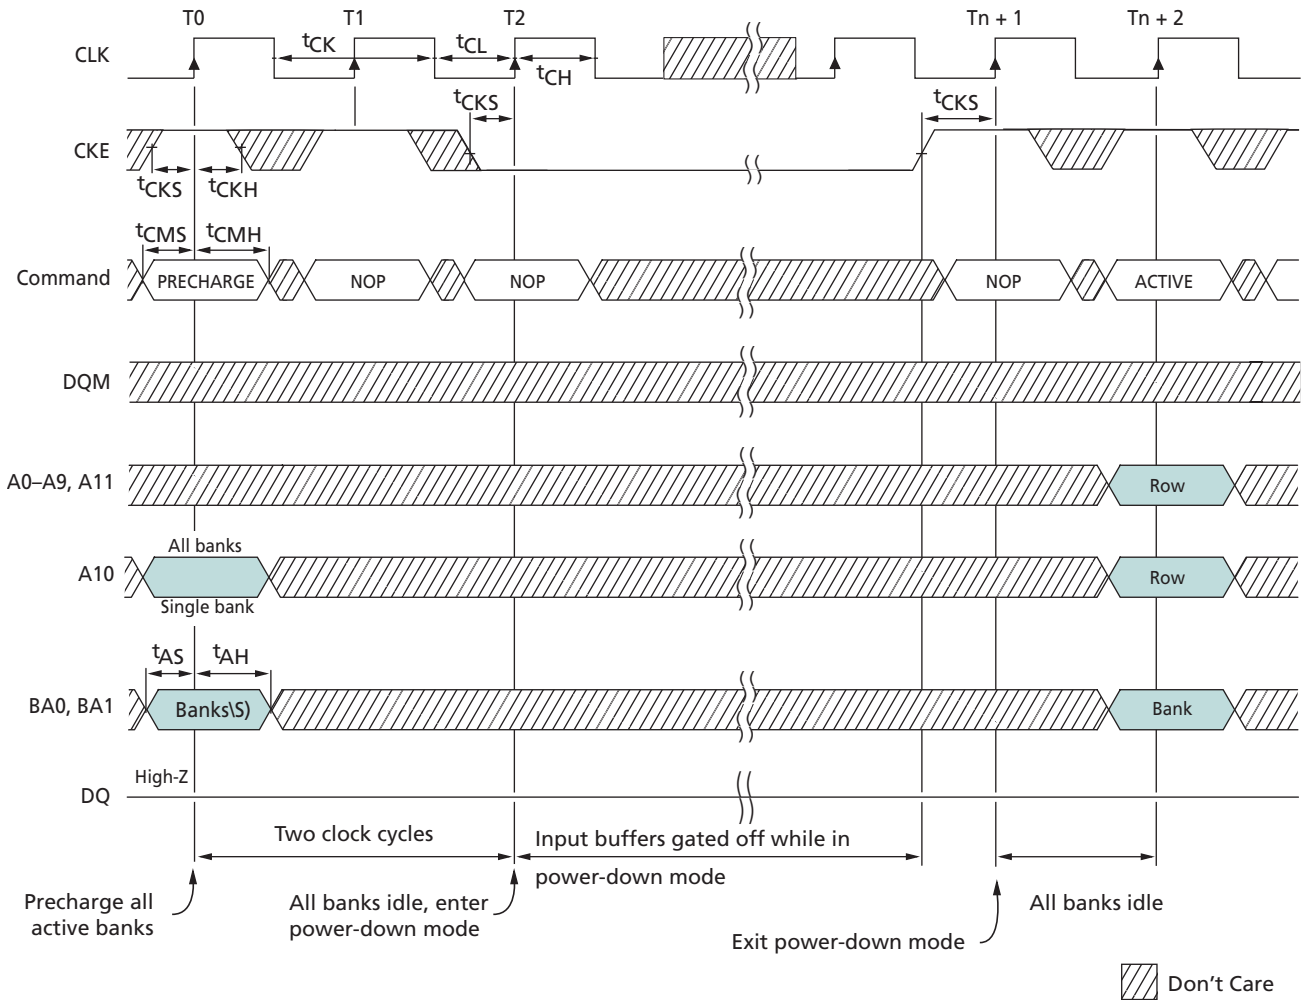 T0 T1 T2 Tn + 1 Tn + 2
CLK
tCK tCL
tCH
tCKS tCKS
CKE
tCKS tCKH
tCMS tCMH
Command PRECHARGE NOP NOP NOP ACTIVE
DQM
A0–A9, A11 Row
All banks
A10 Row
Single bank
tAS tAH
BA0, BA1 Banks\S) Bank
High-Z
DQ
Two clock cycles
Input buffers gated off while in
power-down mode
Precharge all
active banks
All banks idle, enter
power-down mode
All banks idle
Exit power-down mode
Don't Care